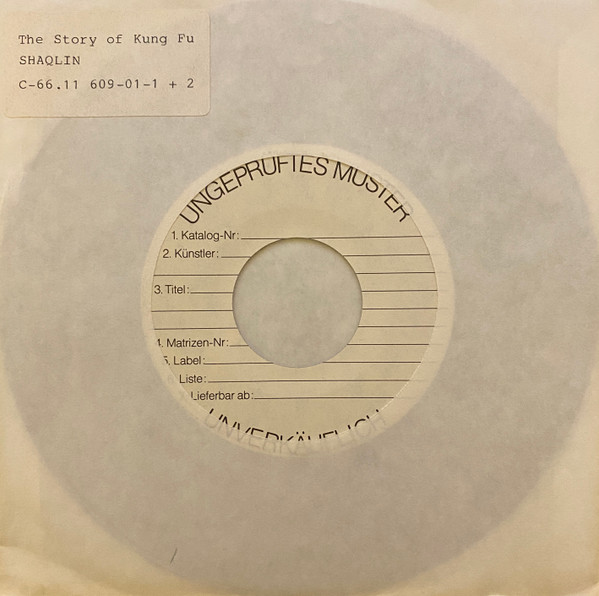 The Story of Kung Fu
SHAQLIN
C-66.11 609-01-1 + 2
UNGEPRÜFTES MUSTER
1. Katalog-Nr:
2. Künstler:
3. Titel:
4. Matrizen-Nr:
5. Label:
Liste:
Lieferbar ab:
UNVERKÄUFLICH